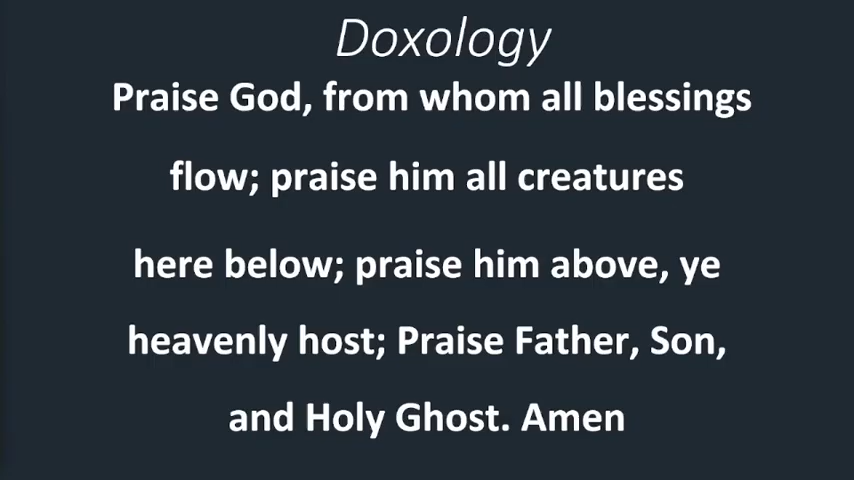 Doxology
Praise God, from whom all blessings
flow; praise him all creatures
here below; praise him above, ye
heavenly host; Praise Father, Son,
and Holy Ghost. Amen